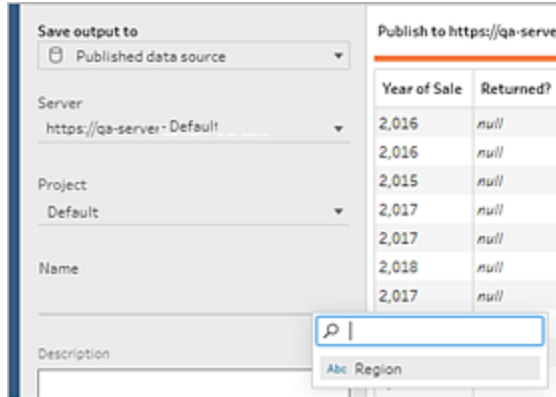 Save output to
Published data source
Server
https://qa-server - Default
Project
Default
Name
Description
Publish to https://qa-serve
Year of Sale Returned?
2,016 null
2,016 null
2,015 null
2,017 null
2,017 null
2,018 null
2,017 null
Abc Region